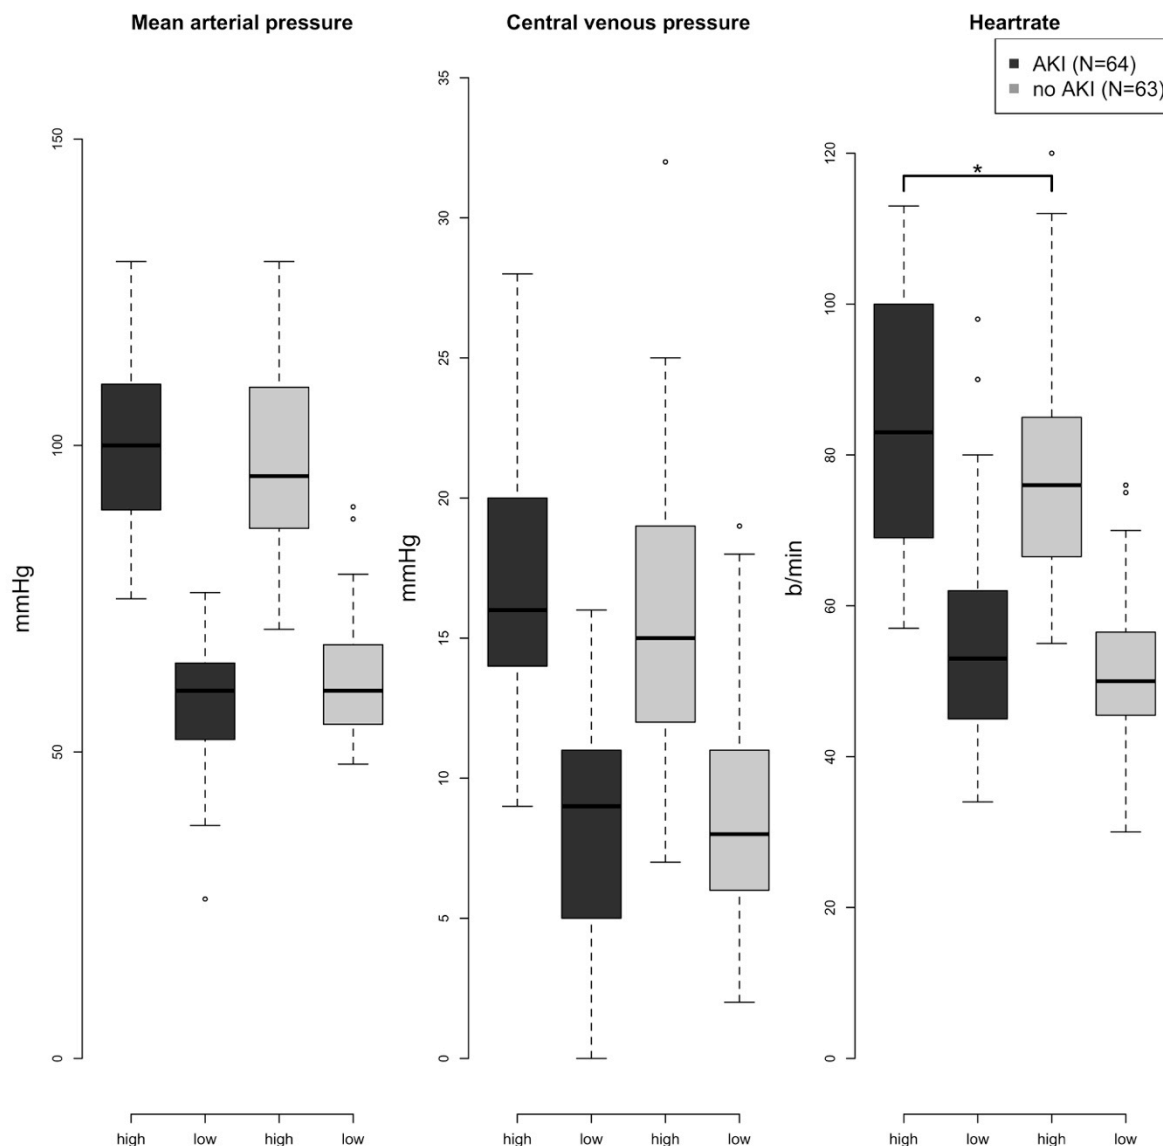 Mean arterial pressure
Central venous pressure
Heartrate
AKI (N=64)
no AKI (N=63)
mmHg
150
100
50
0
high low high low
mmHg
35
30
25
20
15
10
5
0
high low high low
b/min
120
100
80
60
40
20
0
*
high low high low